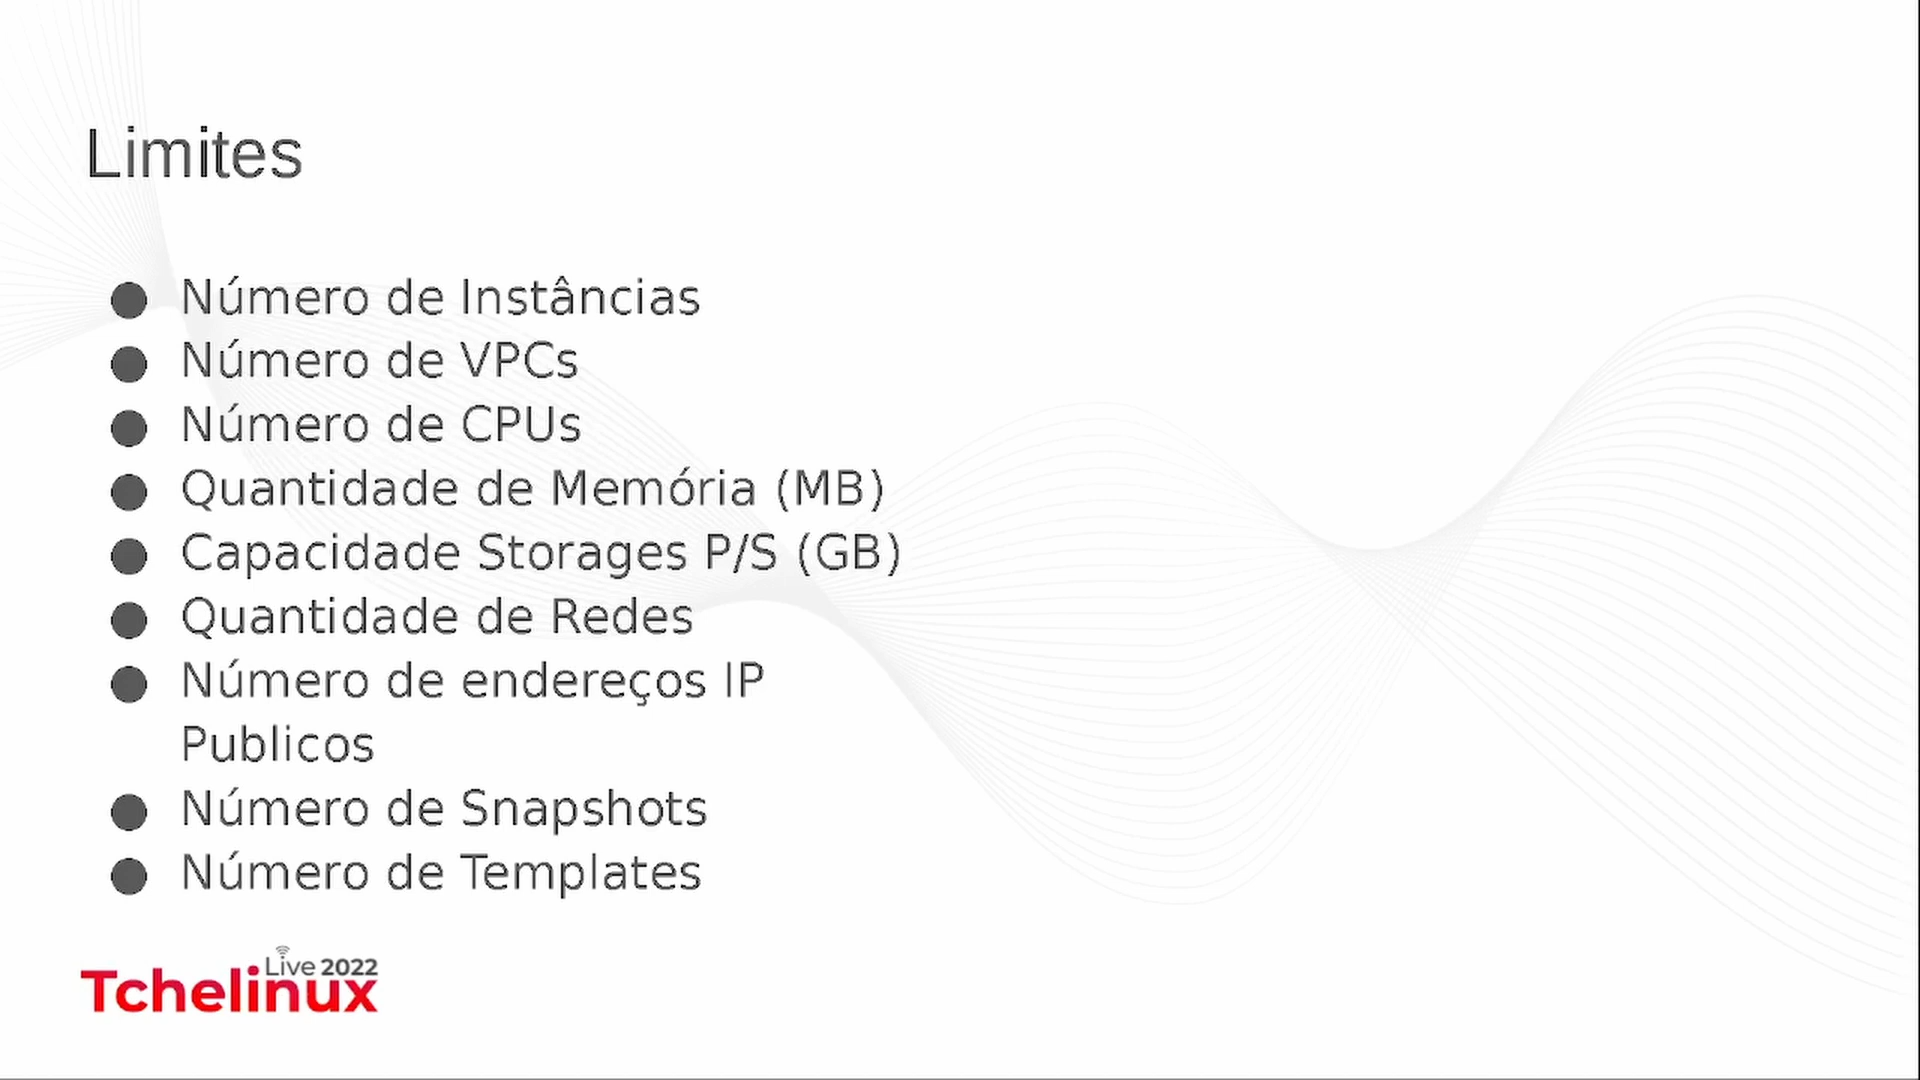 Limites
● Número de Instâncias
● Número de VPCs
● Número de CPUs
● Quantidade de Memória (MB)
● Capacidade Storages P/S (GB)
● Quantidade de Redes
● Número de endereços IP
Publicos
● Número de Snapshots
● Número de Templates
Live 2022
Tchelinux